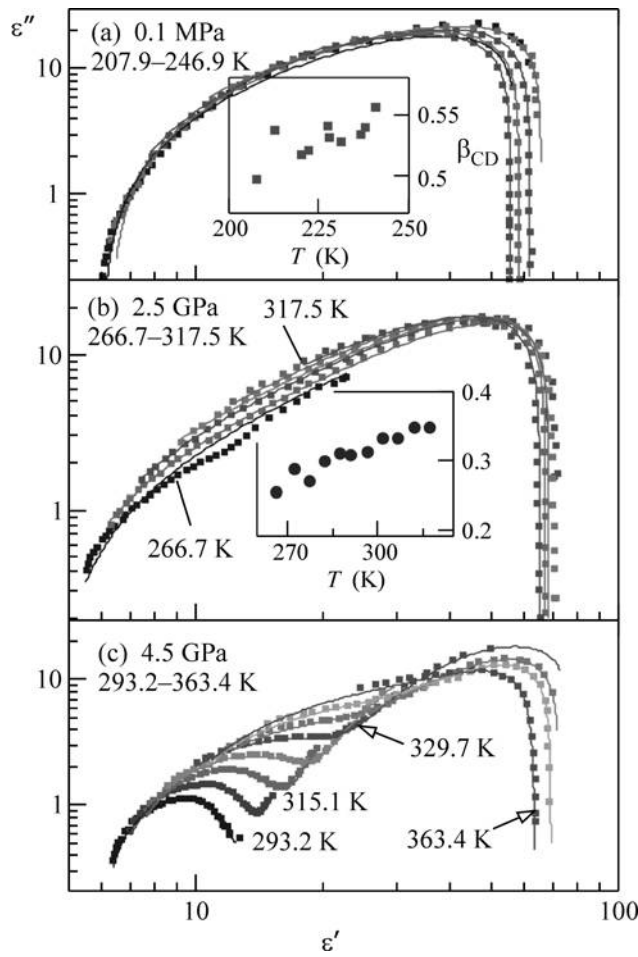 ε″
(a) 0.1 MPa
207.9–246.9 K
10
1
0.55
β_CD
0.5
200
225
250
T (K)
(b) 2.5 GPa
266.7–317.5 K
317.5 K
10
1
0.4
0.3
0.2
266.7 K
270
300
T (K)
(c) 4.5 GPa
293.2–363.4 K
10
1
329.7 K
315.1 K
293.2 K
363.4 K
10
100
ε′